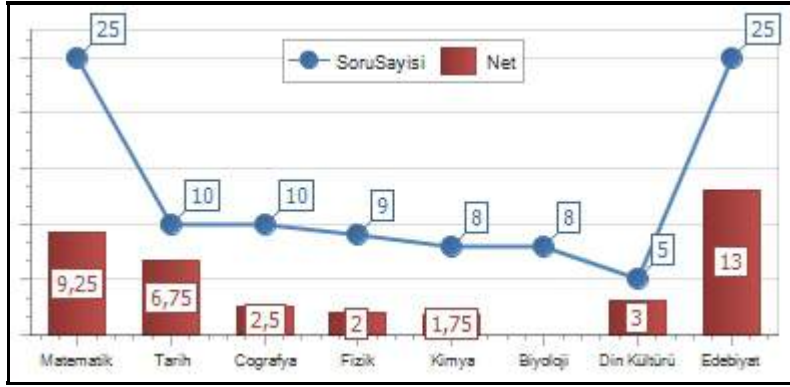 25
25
SoruSayisi
Net
10
10
9
8
8
5
9,25
6,75
2,5
2
1,75
3
13
Matematik
Tarih
Cografya
Fizik
Kimya
Biyoloji
Din Kültürü
Edebiyat